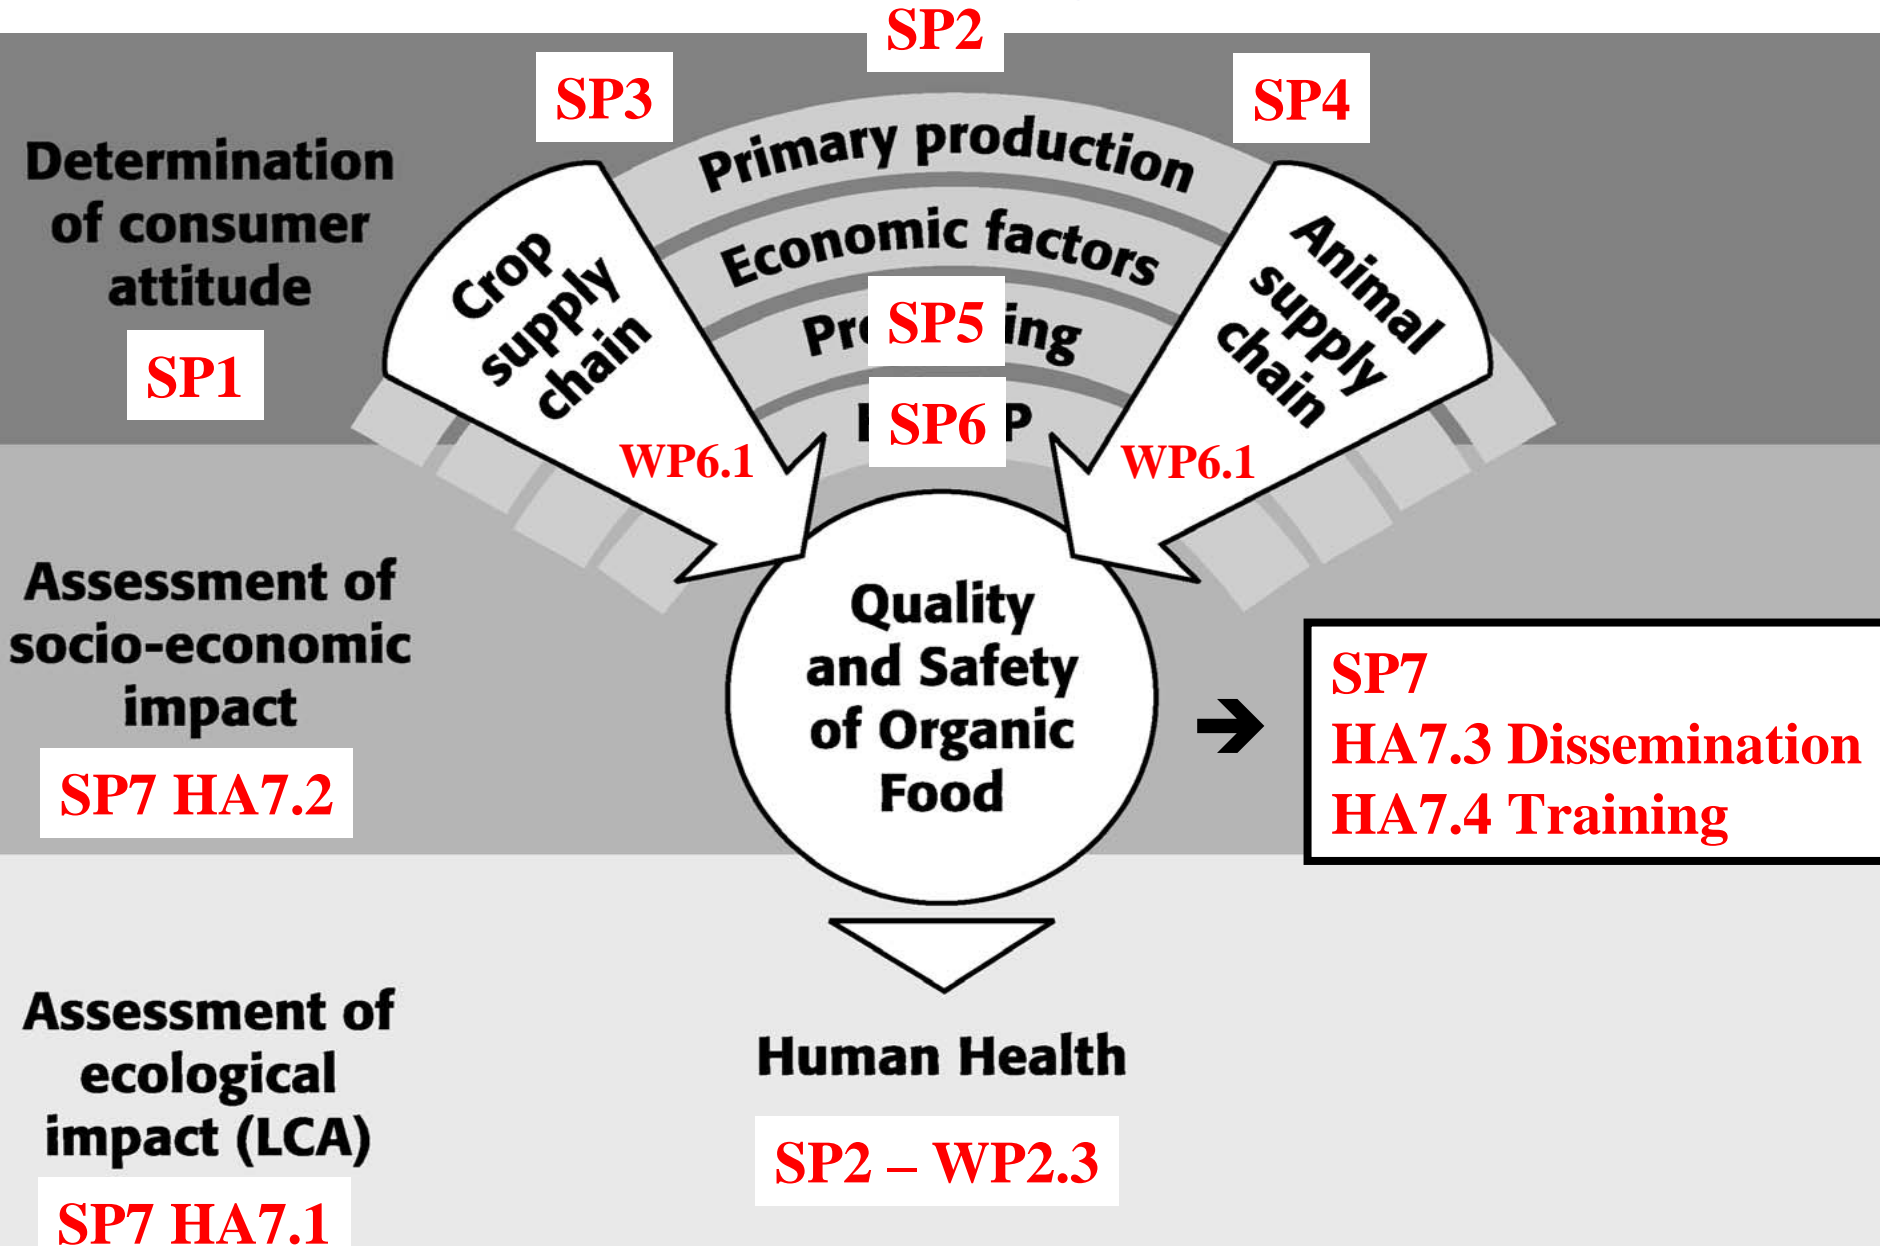 SP2
SP3
SP4
Primary production
Economic factors
SP5
SP6
Determination
of consumer
attitude
SP1
Crop
supply
chain
WP6.1
Animal
supply
chain
WP6.1
Assessment of
socio-economic
impact
SP7 HA7.2
Quality
and Safety
of Organic
Food
SP7
HA7.3 Dissemination
HA7.4 Training
Assessment of
ecological
impact (LCA)
SP7 HA7.1
Human Health
SP2 – WP2.3